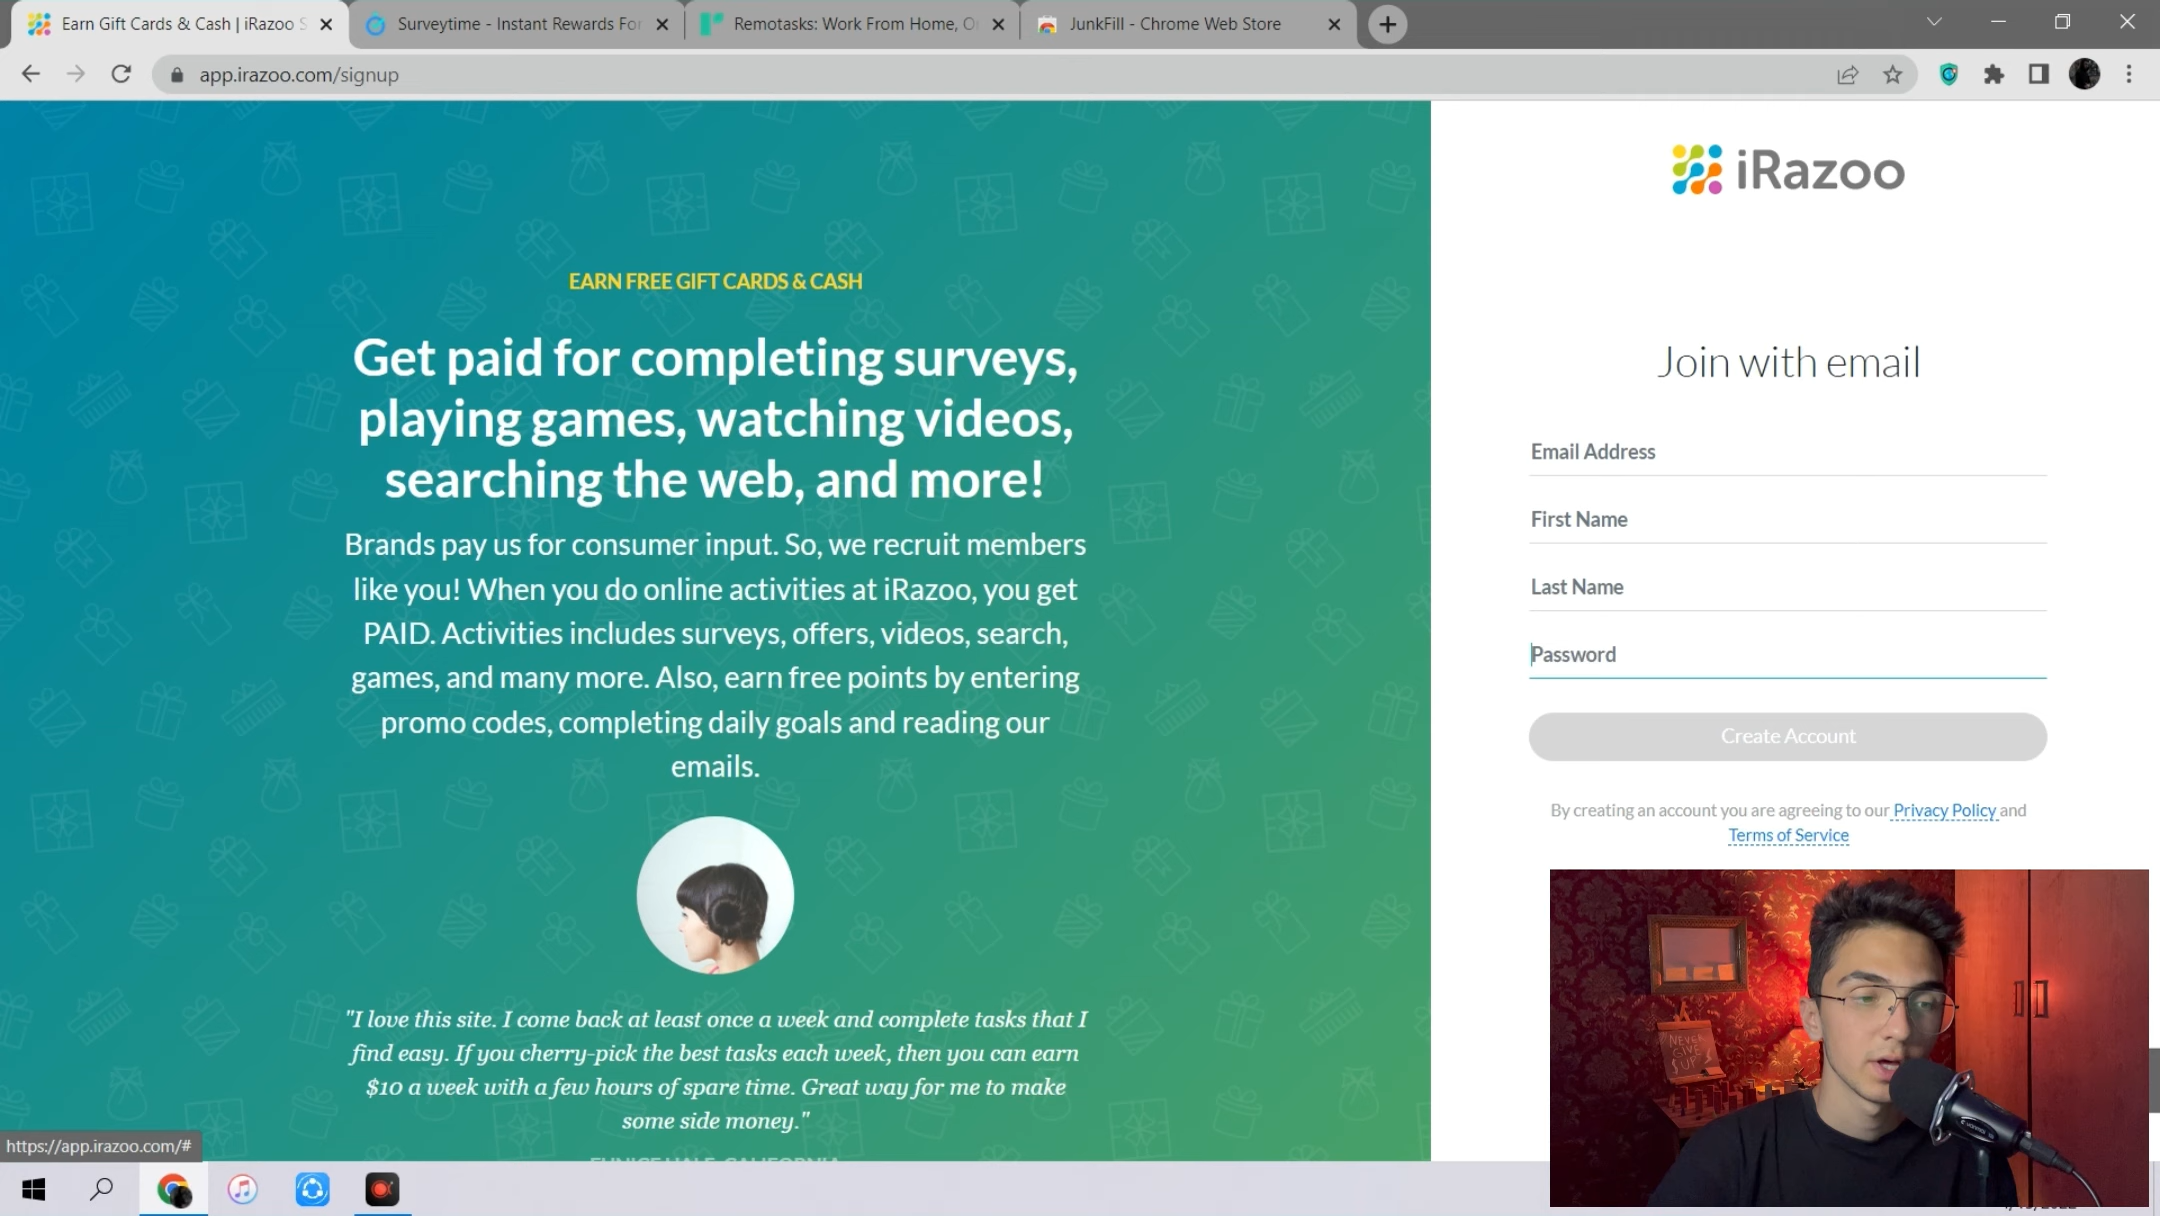 Earn Gift Cards & Cash | iRazoo S
Surveytime - Instant Rewards For
Remotasks: Work From Home, O
JunkFill - Chrome Web Store
app.irazoo.com/signup
iRazoo
EARN FREE GIFT CARDS & CASH
Get paid for completing surveys,
playing games, watching videos,
searching the web, and more!
Brands pay us for consumer input. So, we recruit members
like you! When you do online activities at iRazoo, you get
PAID. Activities includes surveys, offers, videos, search,
games, and many more. Also, earn free points by entering
promo codes, completing daily goals and reading our
emails.
"I love this site. I come back at least once a week and complete tasks that I
find easy. If you cherry-pick the best tasks each week, then you can earn
$10 a week with a few hours of spare time. Great way for me to make
some side money."
Join with email
Email Address
First Name
Last Name
Password
Create Account
By creating an account you are agreeing to our Privacy Policy and
Terms of Service
NEVER
GIVE
UP
https://app.irazoo.com/#